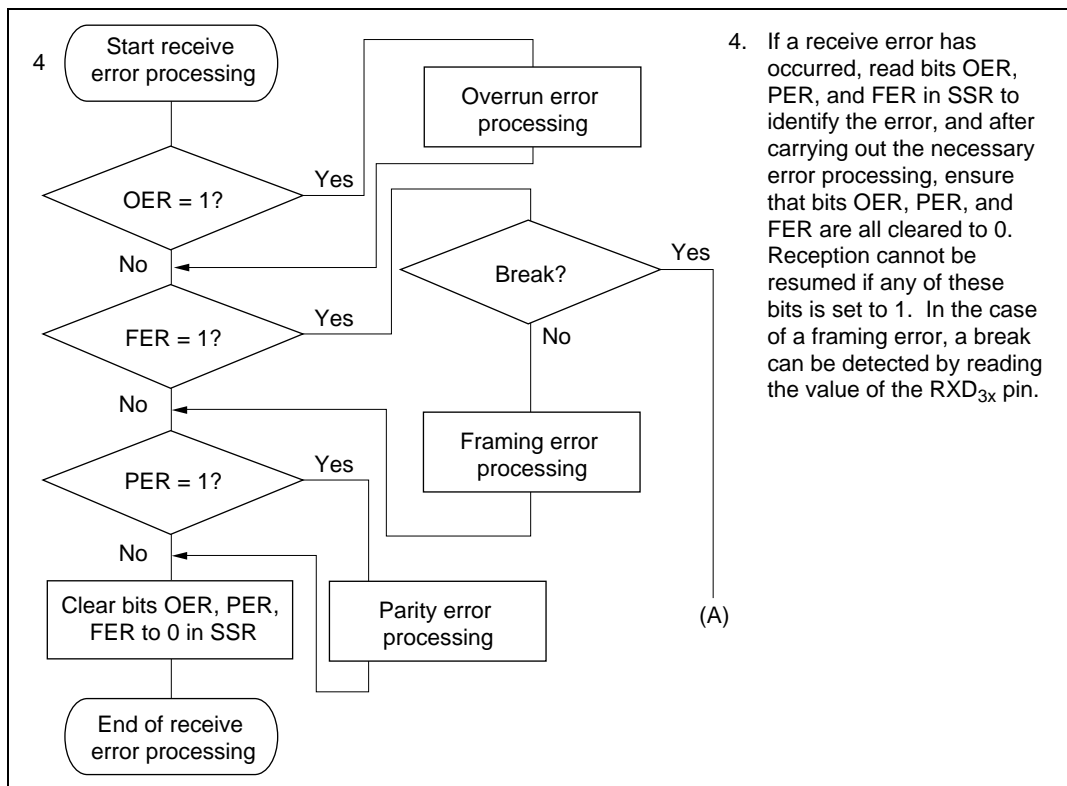 4
Start receive
error processing
OER = 1?
Yes
Overrun error
processing
No
FER = 1?
Yes
Break?
Yes
No
Framing error
processing
No
PER = 1?
Yes
Parity error
processing
No
Clear bits OER, PER,
FER to 0 in SSR
End of receive
error processing
(A)
4. If a receive error has
occurred, read bits OER,
PER, and FER in SSR to
identify the error, and after
carrying out the necessary
error processing, ensure
that bits OER, PER, and
FER are all cleared to 0.
Reception cannot be
resumed if any of these
bits is set to 1. In the case
of a framing error, a break
can be detected by reading
the value of the RXD3x pin.